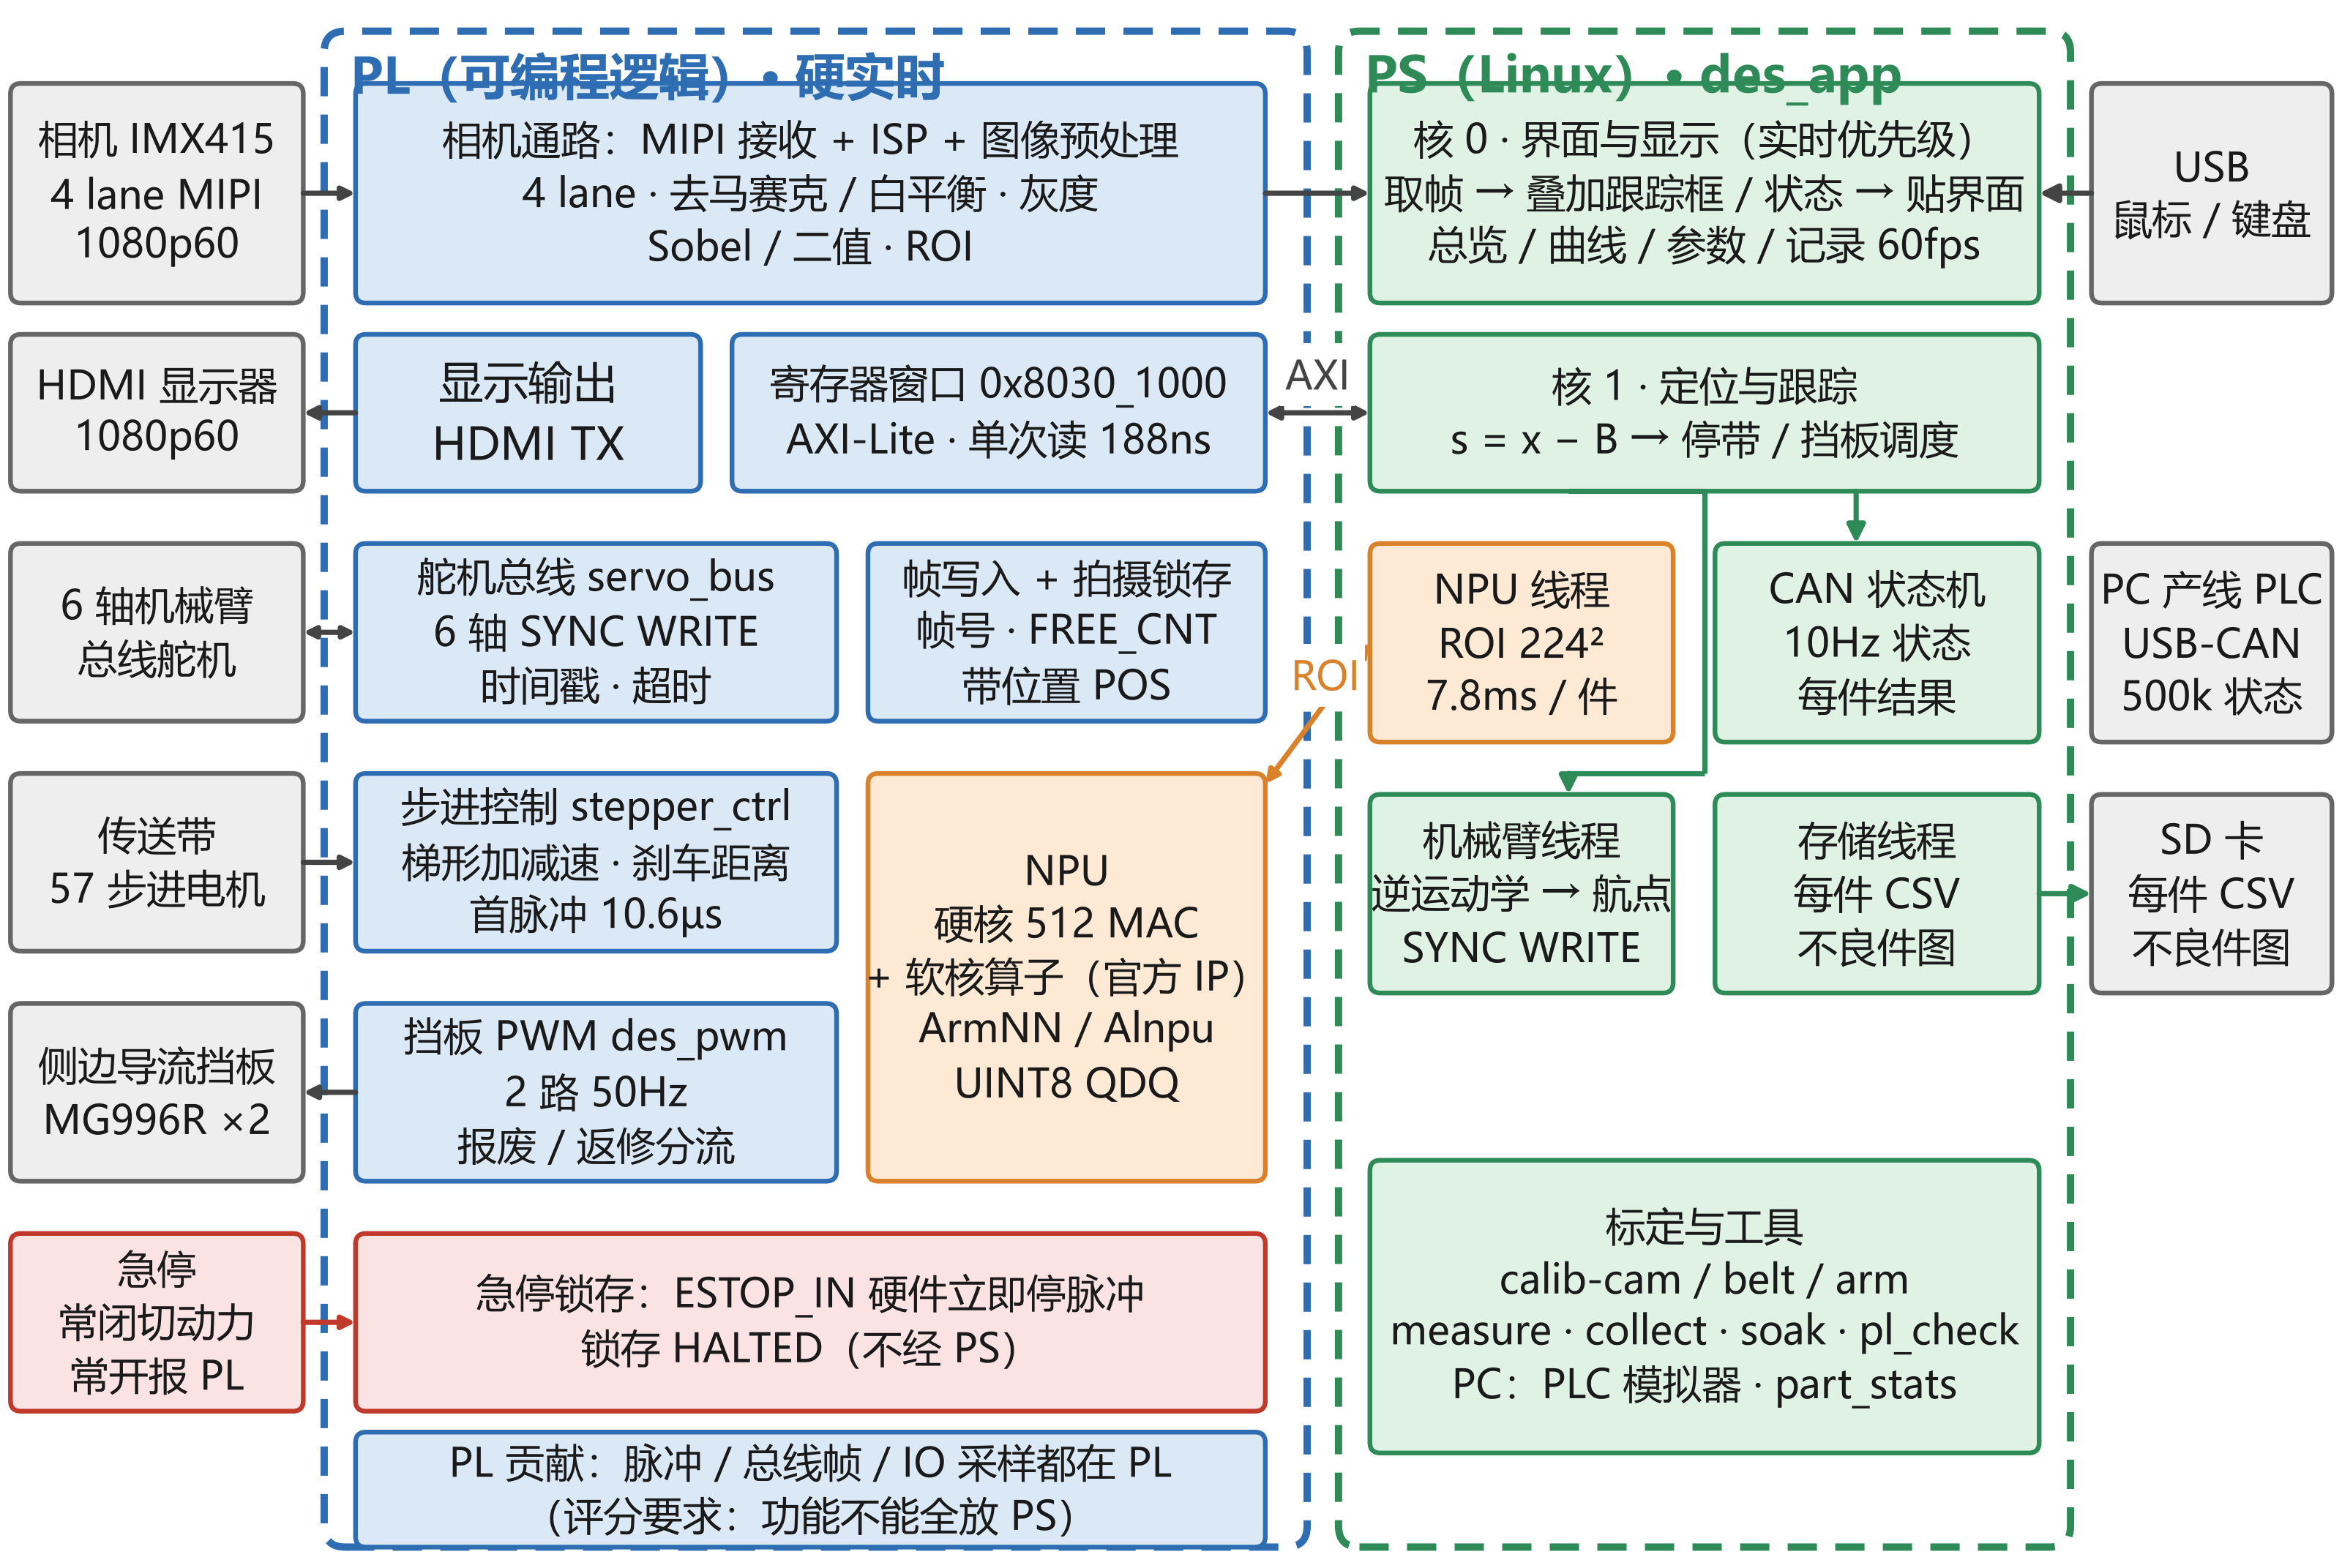 PL（可编程逻辑）• 硬实时
PS（Linux）• des_app
相机 IMX415
4 lane MIPI
1080p60
相机通路：MIPI 接收 + ISP + 图像预处理
4 lane · 去马赛克 / 白平衡 · 灰度
Sobel / 二值 · ROI
核 0 · 界面与显示（实时优先级）
取帧 → 叠加跟踪框 / 状态 → 贴界面
总览 / 曲线 / 参数 / 记录 60fps
USB
鼠标 / 键盘
HDMI 显示器
1080p60
显示输出
HDMI TX
寄存器窗口 0x8030_1000
AXI-Lite · 单次读 188ns
AXI
核 1 · 定位与跟踪
s = x − B → 停带 / 挡板调度
6 轴机械臂
总线舵机
舵机总线 servo_bus
6 轴 SYNC WRITE
时间戳 · 超时
帧写入 + 拍摄锁存
帧号 · FREE_CNT
带位置 POS
ROI
NPU 线程
ROI 224²
7.8ms / 件
CAN 状态机
10Hz 状态
每件结果
PC 产线 PLC
USB-CAN
500k 状态
传送带
57 步进电机
步进控制 stepper_ctrl
梯形加减速 · 刹车距离
首脉冲 10.6µs
NPU
硬核 512 MAC
+ 软核算子（官方 IP）
ArmNN / AInpu
UINT8 QDQ
机械臂线程
逆运动学 → 航点
SYNC WRITE
存储线程
每件 CSV
不良件图
SD 卡
每件 CSV
不良件图
侧边导流挡板
MG996R ×2
挡板 PWM des_pwm
2 路 50Hz
报废 / 返修分流
标定与工具
calib-cam / belt / arm
measure · collect · soak · pl_check
PC：PLC 模拟器 · part_stats
急停
常闭切动力
常开报 PL
急停锁存：ESTOP_IN 硬件立即停脉冲
锁存 HALTED（不经 PS）
PL 贡献：脉冲 / 总线帧 / IO 采样都在 PL
（评分要求：功能不能全放 PS）